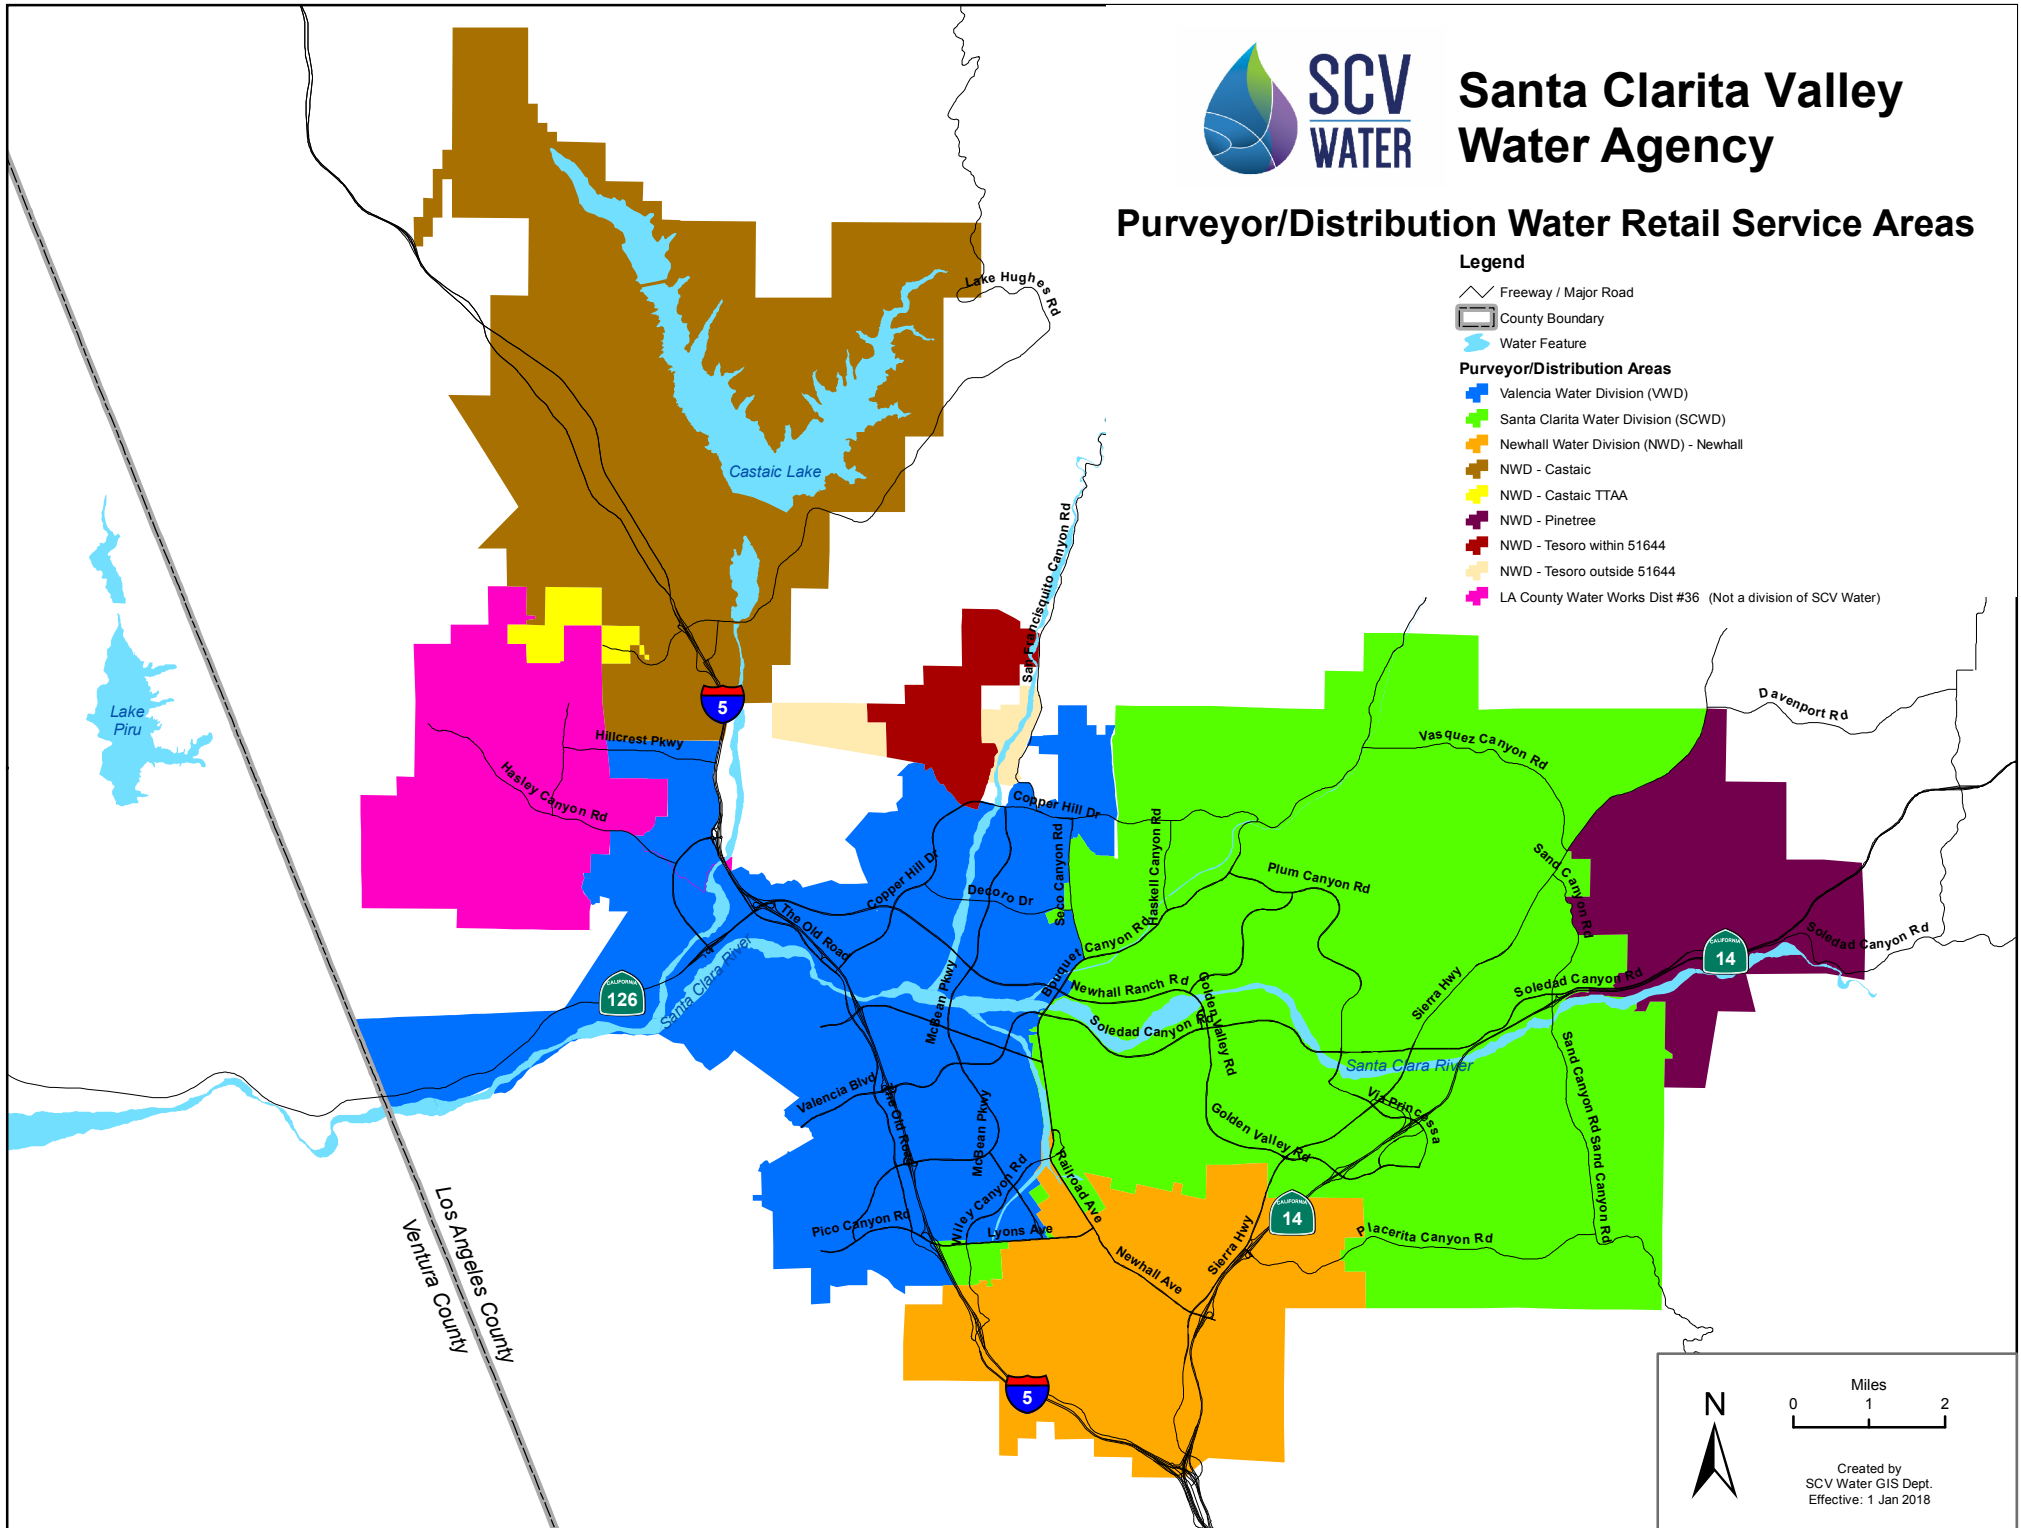 SCV
WATER
Santa Clarita Valley
Water Agency
Purveyor/Distribution Water Retail Service Areas
Legend
Freeway / Major Road
County Boundary
Water Feature
Purveyor/Distribution Areas
Valencia Water Division (VWD)
Santa Clarita Water Division (SCWD)
Newhall Water Division (NWD) - Newhall
NWD - Castaic
NWD - Castaic TTAA
NWD - Pinetree
NWD - Tesoro within 51644
NWD - Tesoro outside 51644
LA County Water Works Dist #36 (Not a division of SCV Water)
Lake Hughes Rd
Castaic Lake
San Francisquito Canyon Rd
Lake
Piru
5
Hillcrest Pkwy
Hasley Canyon Rd
Davenport Rd
Vasquez Canyon Rd
Copper Hill Dr
Seco Canyon Rd
Haskell Canyon Rd
Copper Hill Dr
Decoro Dr
Plum Canyon Rd
Sand Canyon Rd
The Old Road
Bouquet Canyon Rd
Soledad Canyon Rd
CALIFORNIA
14
CALIFORNIA
126
Santa Clara River
McBean Pkwy
Newhall Ranch Rd
Golden Valley Rd
Soledad Canyon Rd
Sierra Hwy
Soledad Canyon Rd
Santa Clara River
Valencia Blvd
The Old Road
McBean Pkwy
Via Princessa
Golden Valley Rd
Sand Canyon Rd
Sand Canyon Rd
Railroad Ave
Wiley Canyon Rd
Pico Canyon Rd
Lyons Ave
CALIFORNIA
14
Placerita Canyon Rd
Sierra Hwy
Newhall Ave
Los Angeles County
Ventura County
5
N
Miles
0 1 2
Created by
SCV Water GIS Dept.
Effective: 1 Jan 2018